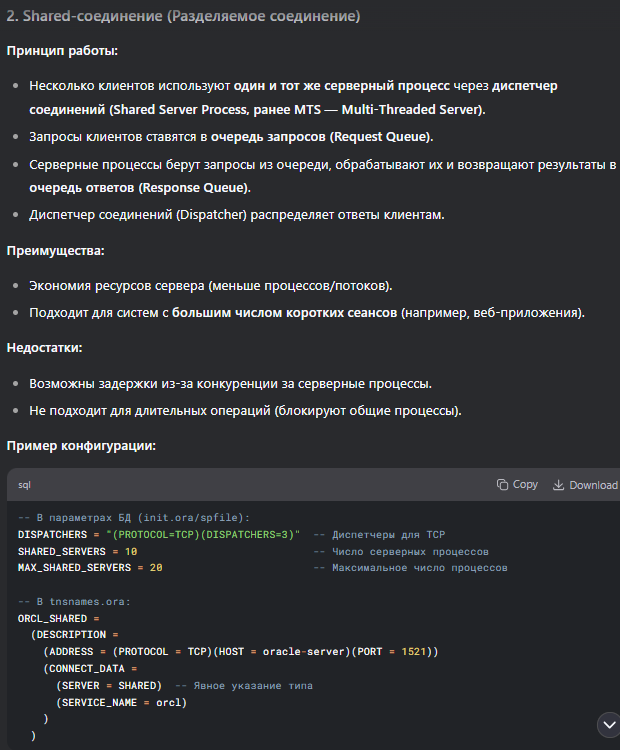 2. Shared-соединение (Разделяемое соединение)
Принцип работы:
• Несколько клиентов используют один и тот же серверный процесс через диспетчер
соединений (Shared Server Process, ранее MTS — Multi-Threaded Server).
• Запросы клиентов ставятся в очередь запросов (Request Queue).
• Серверные процессы берут запросы из очереди, обрабатывают их и возвращают результаты в
очередь ответов (Response Queue).
• Диспетчер соединений (Dispatcher) распределяет ответы клиентам.
Преимущества:
• Экономия ресурсов сервера (меньше процессов/потоков).
• Подходит для систем с большим числом коротких сеансов (например, веб-приложения).
Недостатки:
• Возможны задержки из-за конкуренции за серверные процессы.
• Не подходит для длительных операций (блокируют общие процессы).
Пример конфигурации:
sql Copy Download
-- В параметрах БД (init.ora/spfile):
DISPATCHERS = "(PROTOCOL=TCP)(DISPATCHERS=3)" -- Диспетчеры для TCP
SHARED_SERVERS = 10 -- Число серверных процессов
MAX_SHARED_SERVERS = 20 -- Максимальное число процессов
-- В tnsnames.ora:
ORCL_SHARED =
(DESCRIPTION =
(ADDRESS = (PROTOCOL = TCP)(HOST = oracle-server)(PORT = 1521))
(CONNECT_DATA =
(SERVER = SHARED) -- Явное указание типа
(SERVICE_NAME = orcl)
)
)